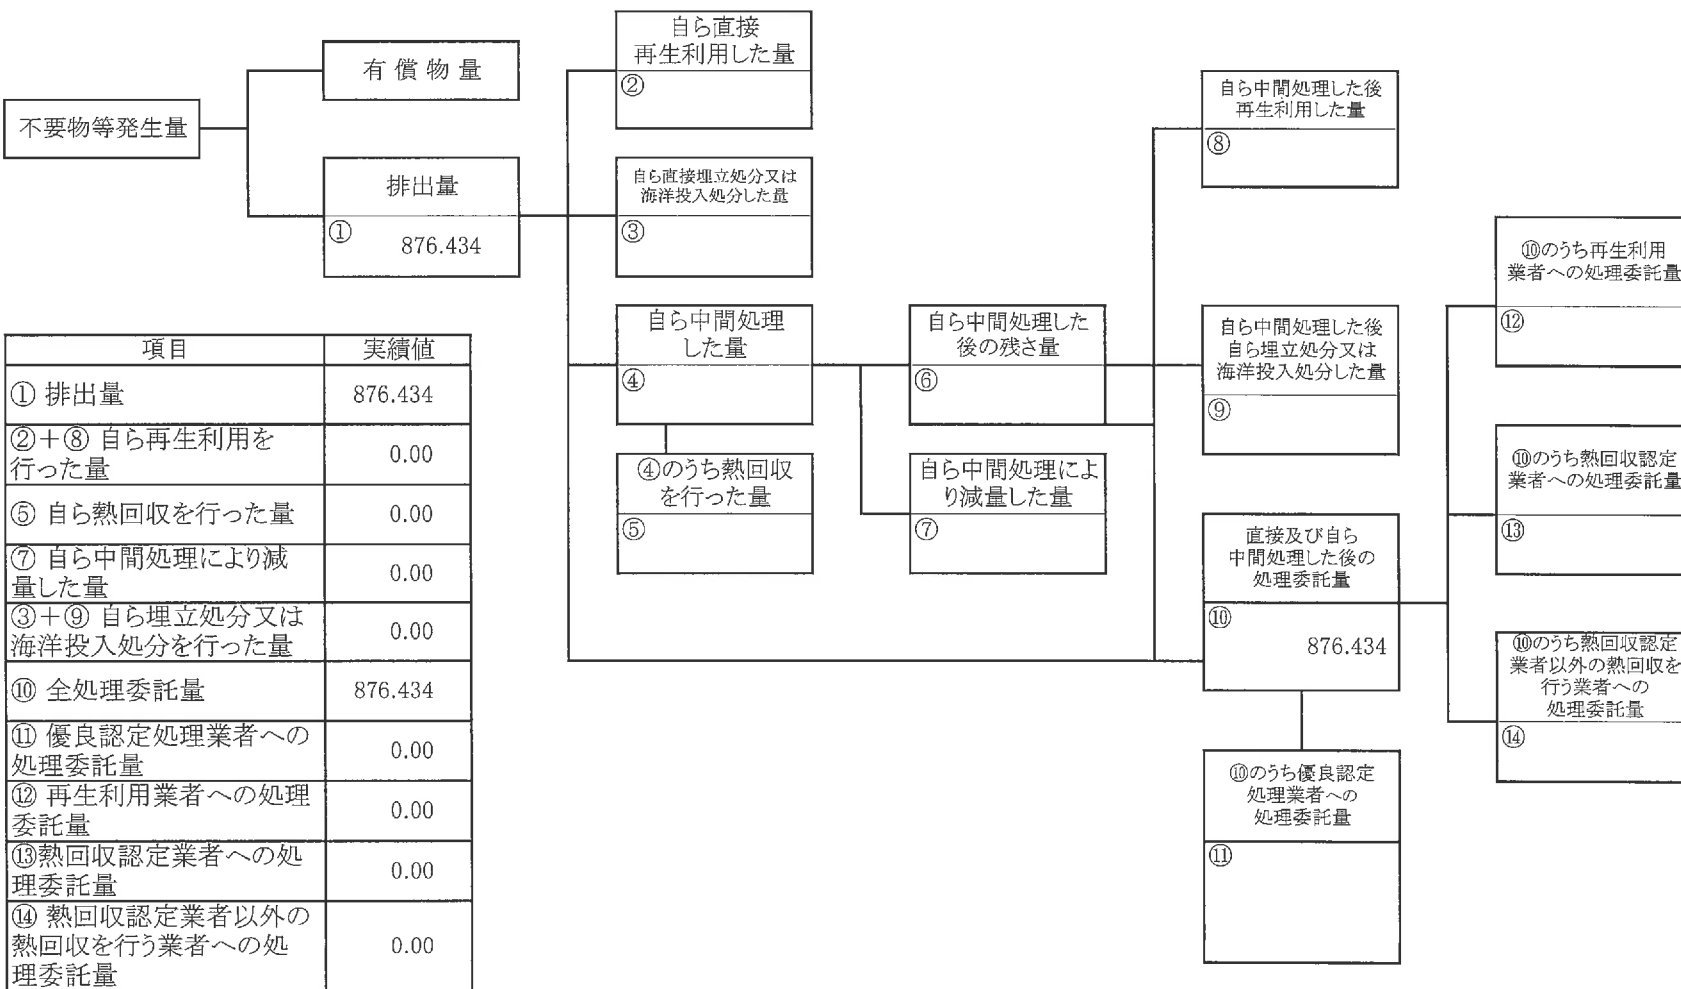 不要物等発生量
有償物量
排出量
①
876.434
自ら直接
再生利用した量
②
自ら直接埋立処分又は
海洋投入処分した量
③
自ら中間処理
した量
④
④のうち熱回収
を行った量
⑤
自ら中間処理した
後の残さ量
⑥
自ら中間処理によ
り減量した量
⑦
自ら中間処理した後
再生利用した量
⑧
自ら中間処理した後
自ら埋立処分又は
海洋投入処分した量
⑨
直接及び自ら
中間処理した後の
処理委託量
⑩
876.434
⑩のうち優良認定
処理業者への
処理委託量
⑪
⑩のうち再生利用
業者への処理委託量
⑫
⑩のうち熱回収認定
業者への処理委託量
⑬
⑩のうち熱回収認定
業者以外の熱回収を
行う業者への
処理委託量
⑭
項目 実績値
① 排出量 876.434
②+⑧ 自ら再生利用を
行った量 0.00
⑤ 自ら熱回収を行った量 0.00
⑦ 自ら中間処理により減
量した量 0.00
③+⑨ 自ら埋立処分又は
海洋投入処分を行った量 0.00
⑩ 全処理委託量 876.434
⑪ 優良認定処理業者への
処理委託量 0.00
⑫ 再生利用業者への処理
委託量 0.00
⑬熱回収認定業者への処
理委託量 0.00
⑭ 熱回収認定業者以外の
熱回収を行う業者への処
理委託量 0.00